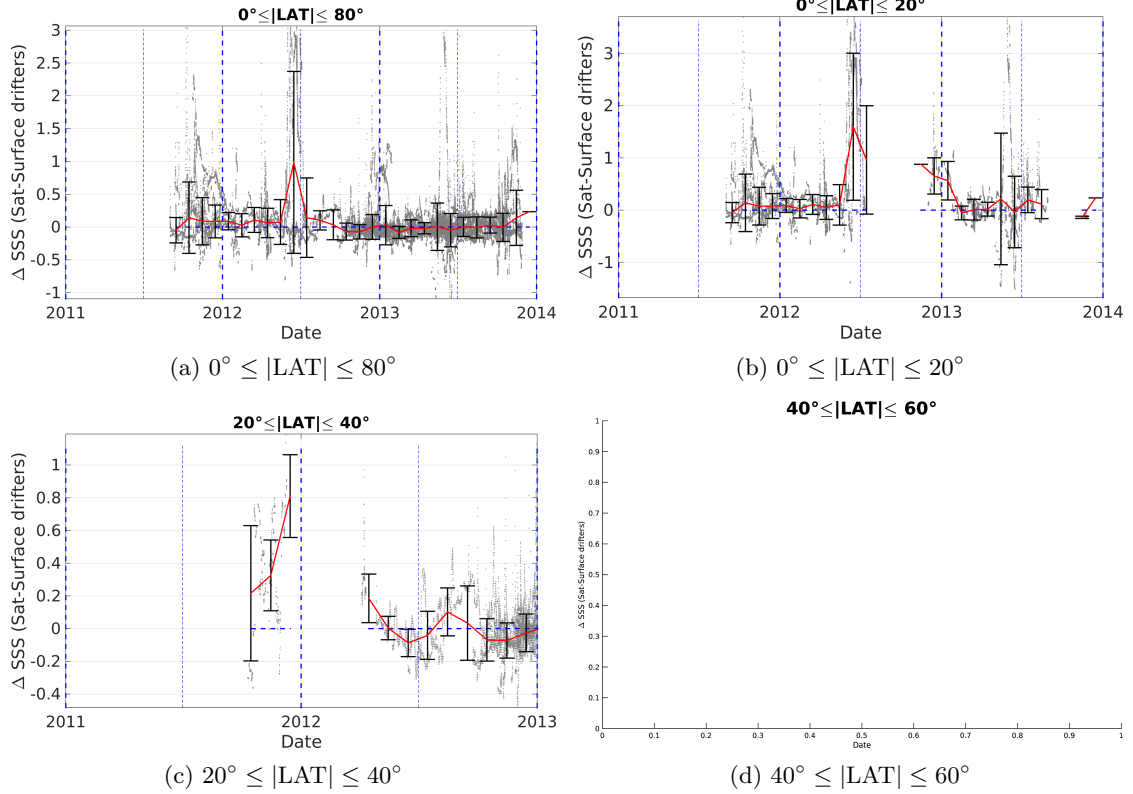 0°≤|LAT|≤ 80°
Δ SSS (Sat-Surface drifters)
3
2.5
2
1.5
1
0.5
0
-0.5
-1
2011 2012 2013 2014
Date
(a) 0° ≤ |LAT| ≤ 80°
0°≤|LAT|≤ 20°
Δ SSS (Sat-Surface drifters)
3
2
1
0
-1
2011 2012 2013 2014
Date
(b) 0° ≤ |LAT| ≤ 20°
20°≤|LAT|≤ 40°
Δ SSS (Sat-Surface drifters)
1
0.8
0.6
0.4
0.2
0
-0.2
-0.4
2011 2012 2013
Date
(c) 20° ≤ |LAT| ≤ 40°
40°≤|LAT|≤ 60°
Δ SSS (Sat-Surface drifters)
1
0.9
0.8
0.7
0.6
0.5
0.4
0.3
0.2
0.1
0
0 0.1 0.2 0.3 0.4 0.5 0.6 0.7 0.8 0.9 1
Date
(d) 40° ≤ |LAT| ≤ 60°